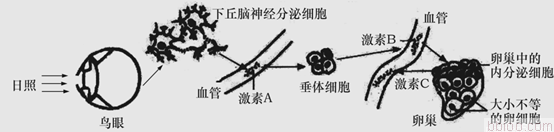 下丘脑神经分泌细胞
血管
激素B
日照
血管
激素A
垂体细胞
激素C
卵巢中的
内分泌细胞
大小不等
的卵细胞
鸟眼
卵巢